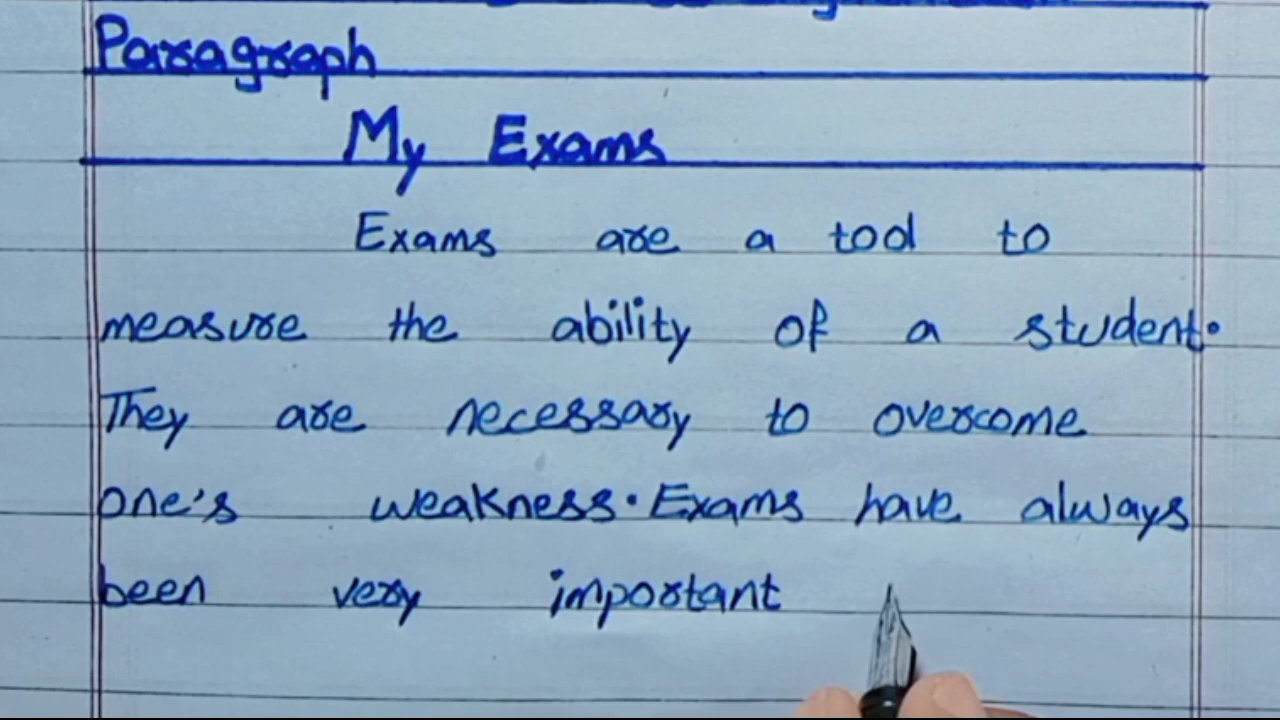 Paragraph
My Exams
Exams are a tool to
measure the ability of a student.
They are necessary to overcome
one's weakness. Exams have always
been very important